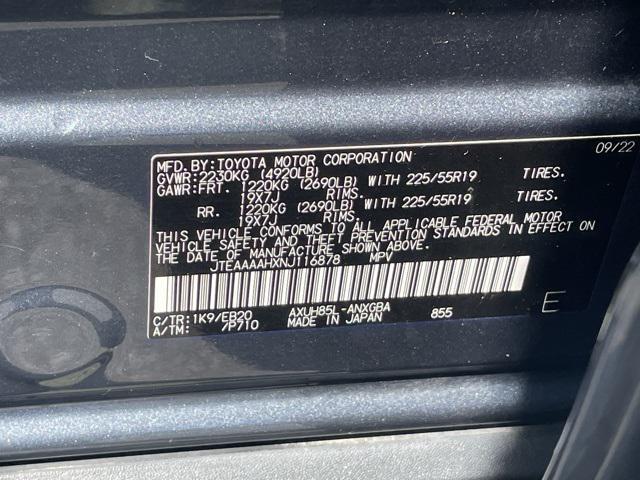 09/22
MFD.BY:TOYOTA MOTOR CORPORATION
GVWR:2230KG (4920LB)
GAWR:FRT. 1220KG (2690LB) WITH 225/55R19 TIRES.
19X7J RIMS.
RR. 1220KG (2690LB) WITH 225/55R19 TIRES.
19X7J RIMS.
THIS VEHICLE CONFORMS TO ALL APPLICABLE FEDERAL MOTOR
VEHICLE SAFETY AND THEFT PREVENTION STANDARDS IN EFFECT ON
THE DATE OF MANUFACTURE SHOWN ABOVE.
JTEAAAAHXNJ116878 MPV
C/TR:1K9/EB20 AXUH85L-ANXGBA 855 E
A/TM: /P710 MADE IN JAPAN